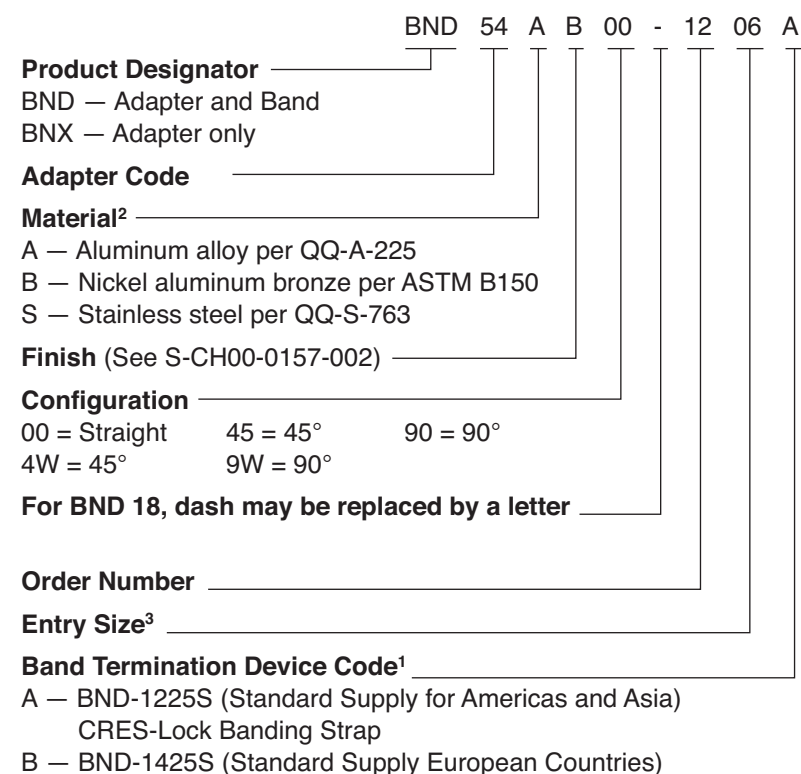 BND 54 A B 00 - 12 06 A
Product Designator
BND — Adapter and Band
BNX — Adapter only
Adapter Code
Material²
A — Aluminum alloy per QQ-A-225
B — Nickel aluminum bronze per ASTM B150
S — Stainless steel per QQ-S-763
Finish (See S-CH00-0157-002)
Configuration
00 = Straight 45 = 45° 90 = 90°
4W = 45° 9W = 90°
For BND 18, dash may be replaced by a letter
Order Number
Entry Size³
Band Termination Device Code¹
A — BND-1225S (Standard Supply for Americas and Asia)
CRES-Lock Banding Strap
B — BND-1425S (Standard Supply European Countries)